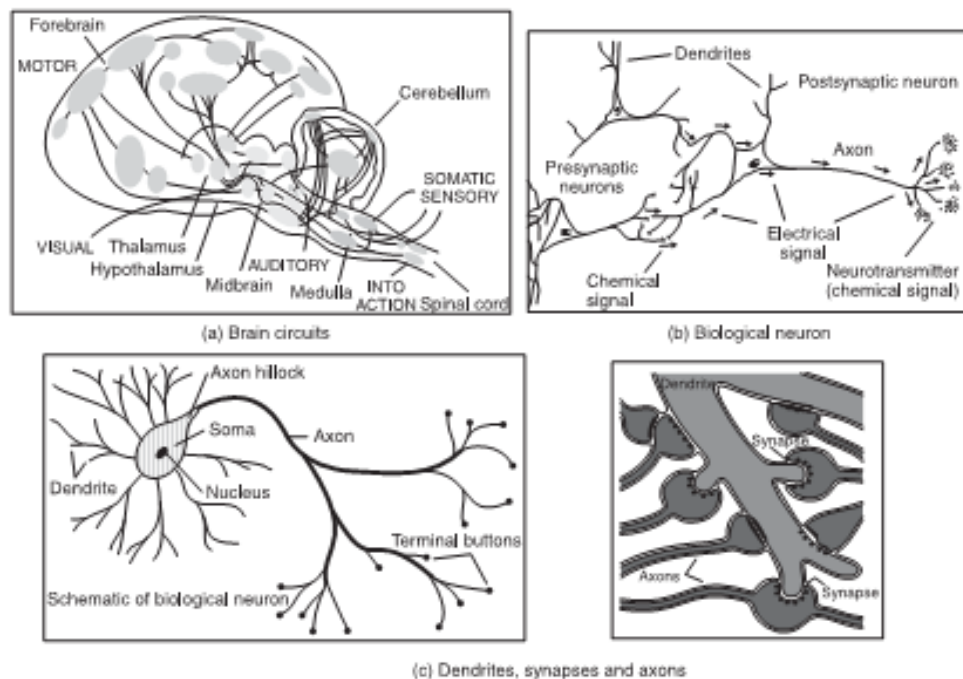 Forebrain
MOTOR
Cerebellum
SOMATIC
SENSORY
VISUAL
Thalamus
Hypothalamus
Midbrain
AUDITORY
Medulla
INTO
ACTION
Spinal cord
(a) Brain circuits
Dendrites
Postsynaptic neuron
Presynaptic
neurons
Axon
Electrical
signal
Chemical
signal
Neurotransmitter
(chemical signal)
(b) Biological neuron
Axon hillock
Soma
Axon
Dendrite
Nucleus
Terminal buttons
Schematic of biological neuron
Dendrite
Synapse
Axons
Synapse
(c) Dendrites, synapses and axons